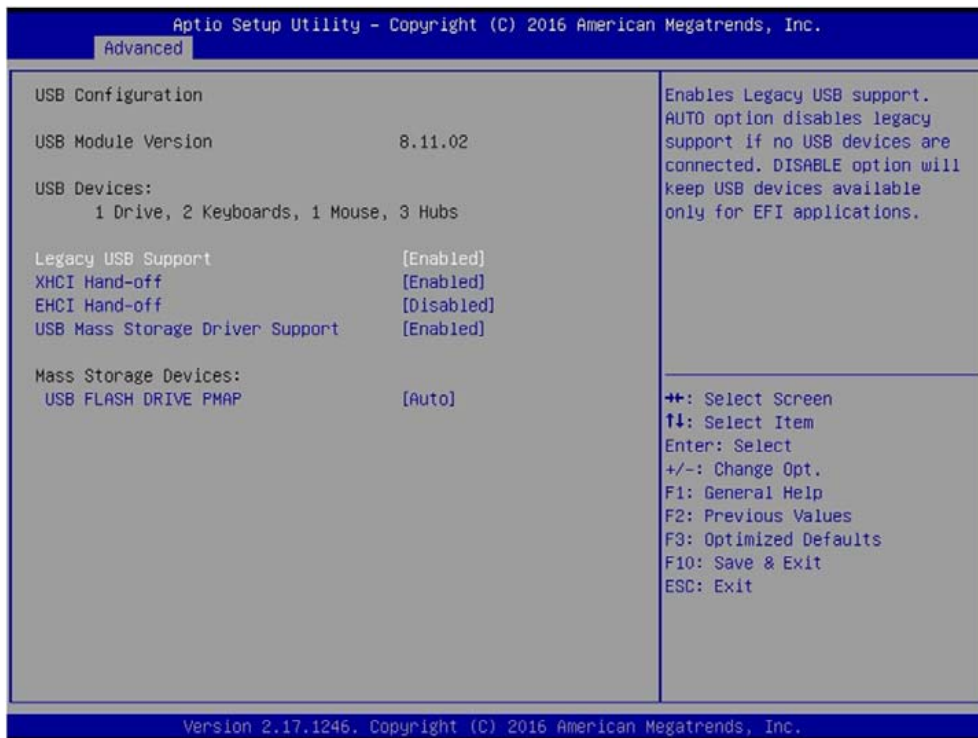 Aptio Setup Utility – Copyright (C) 2016 American Megatrends, Inc.
Advanced
USB Configuration
USB Module Version 8.11.02
USB Devices:
1 Drive, 2 Keyboards, 1 Mouse, 3 Hubs
Legacy USB Support [Enabled]
XHCI Hand-off [Enabled]
EHCI Hand-off [Disabled]
USB Mass Storage Driver Support [Enabled]
Mass Storage Devices:
USB FLASH DRIVE PMAP [Auto]
Enables Legacy USB support.
AUTO option disables legacy
support if no USB devices are
connected. DISABLE option will
keep USB devices available
only for EFI applications.
→←: Select Screen
↑↓: Select Item
Enter: Select
+/-: Change Opt.
F1: General Help
F2: Previous Values
F3: Optimized Defaults
F10: Save & Exit
ESC: Exit
Version 2.17.1246. Copyright (C) 2016 American Megatrends, Inc.